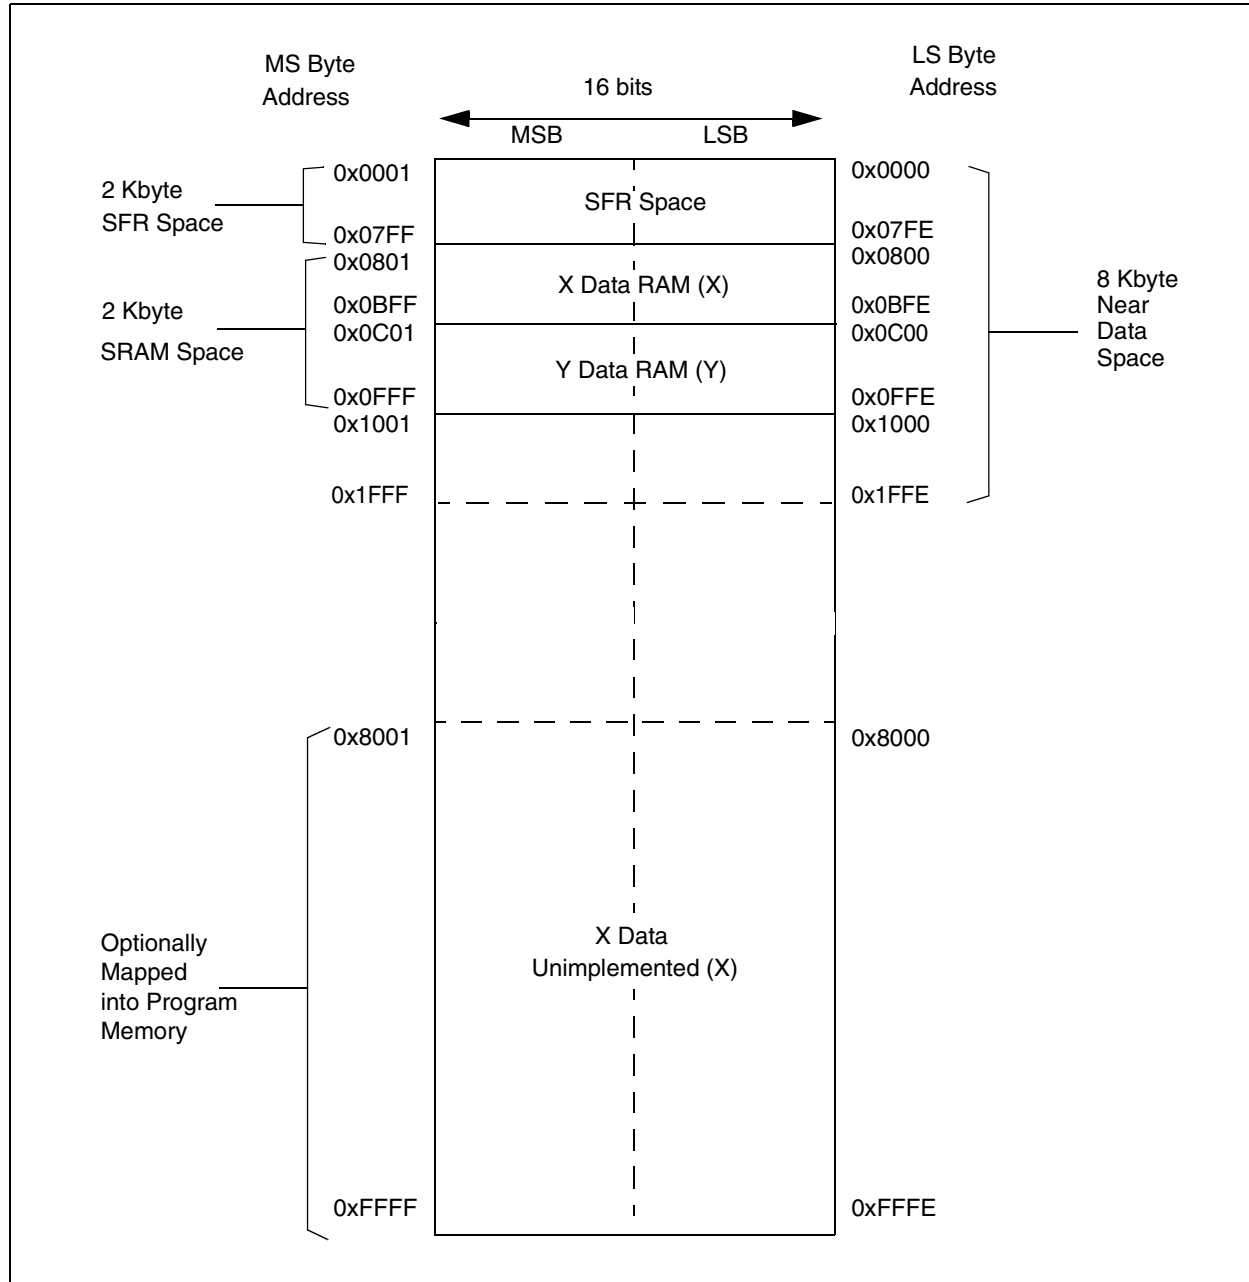 MS Byte
Address
LS Byte
Address
16 bits
MSB
LSB
0x0001
0x0000
2 Kbyte
SFR Space
SFR Space
0x07FF
0x07FE
0x0801
0x0800
2 Kbyte
SRAM Space
X Data RAM (X)
8 Kbyte
Near
Data
Space
0x0BFF
0x0BFE
0x0C01
0x0C00
Y Data RAM (Y)
0x0FFF
0x0FFE
0x1001
0x1000
0x1FFF
0x1FFE
0x8001
0x8000
Optionally
Mapped
into Program
Memory
X Data
Unimplemented (X)
0xFFFF
0xFFFE